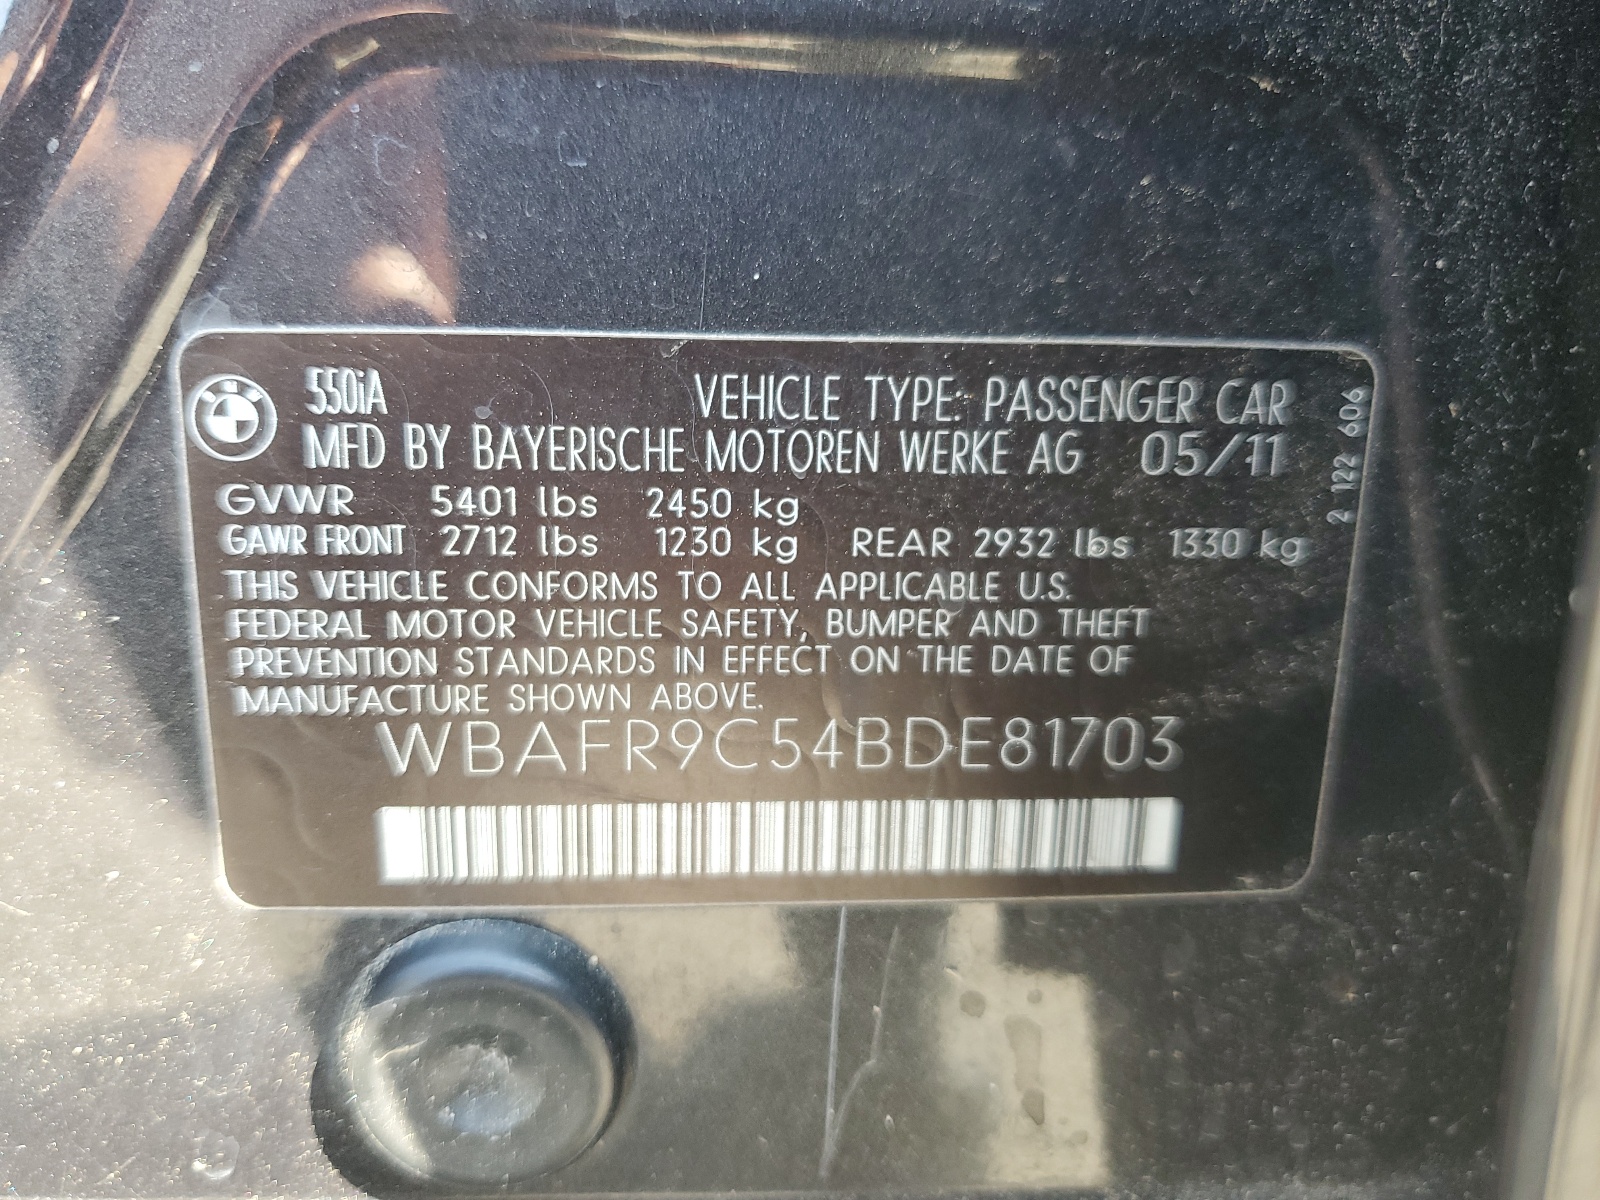 550iA VEHICLE TYPE: PASSENGER CAR
MFD BY BAYERISCHE MOTOREN WERKE AG 05/11
GVWR 5401 lbs 2450 kg
GAWR FRONT 2712 lbs 1230 kg REAR 2932 lbs 1330 kg
THIS VEHICLE CONFORMS TO ALL APPLICABLE U.S.
FEDERAL MOTOR VEHICLE SAFETY, BUMPER AND THEFT
PREVENTION STANDARDS IN EFFECT ON THE DATE OF
MANUFACTURE SHOWN ABOVE.
WBAFR9C54BDE81703
2 122 606